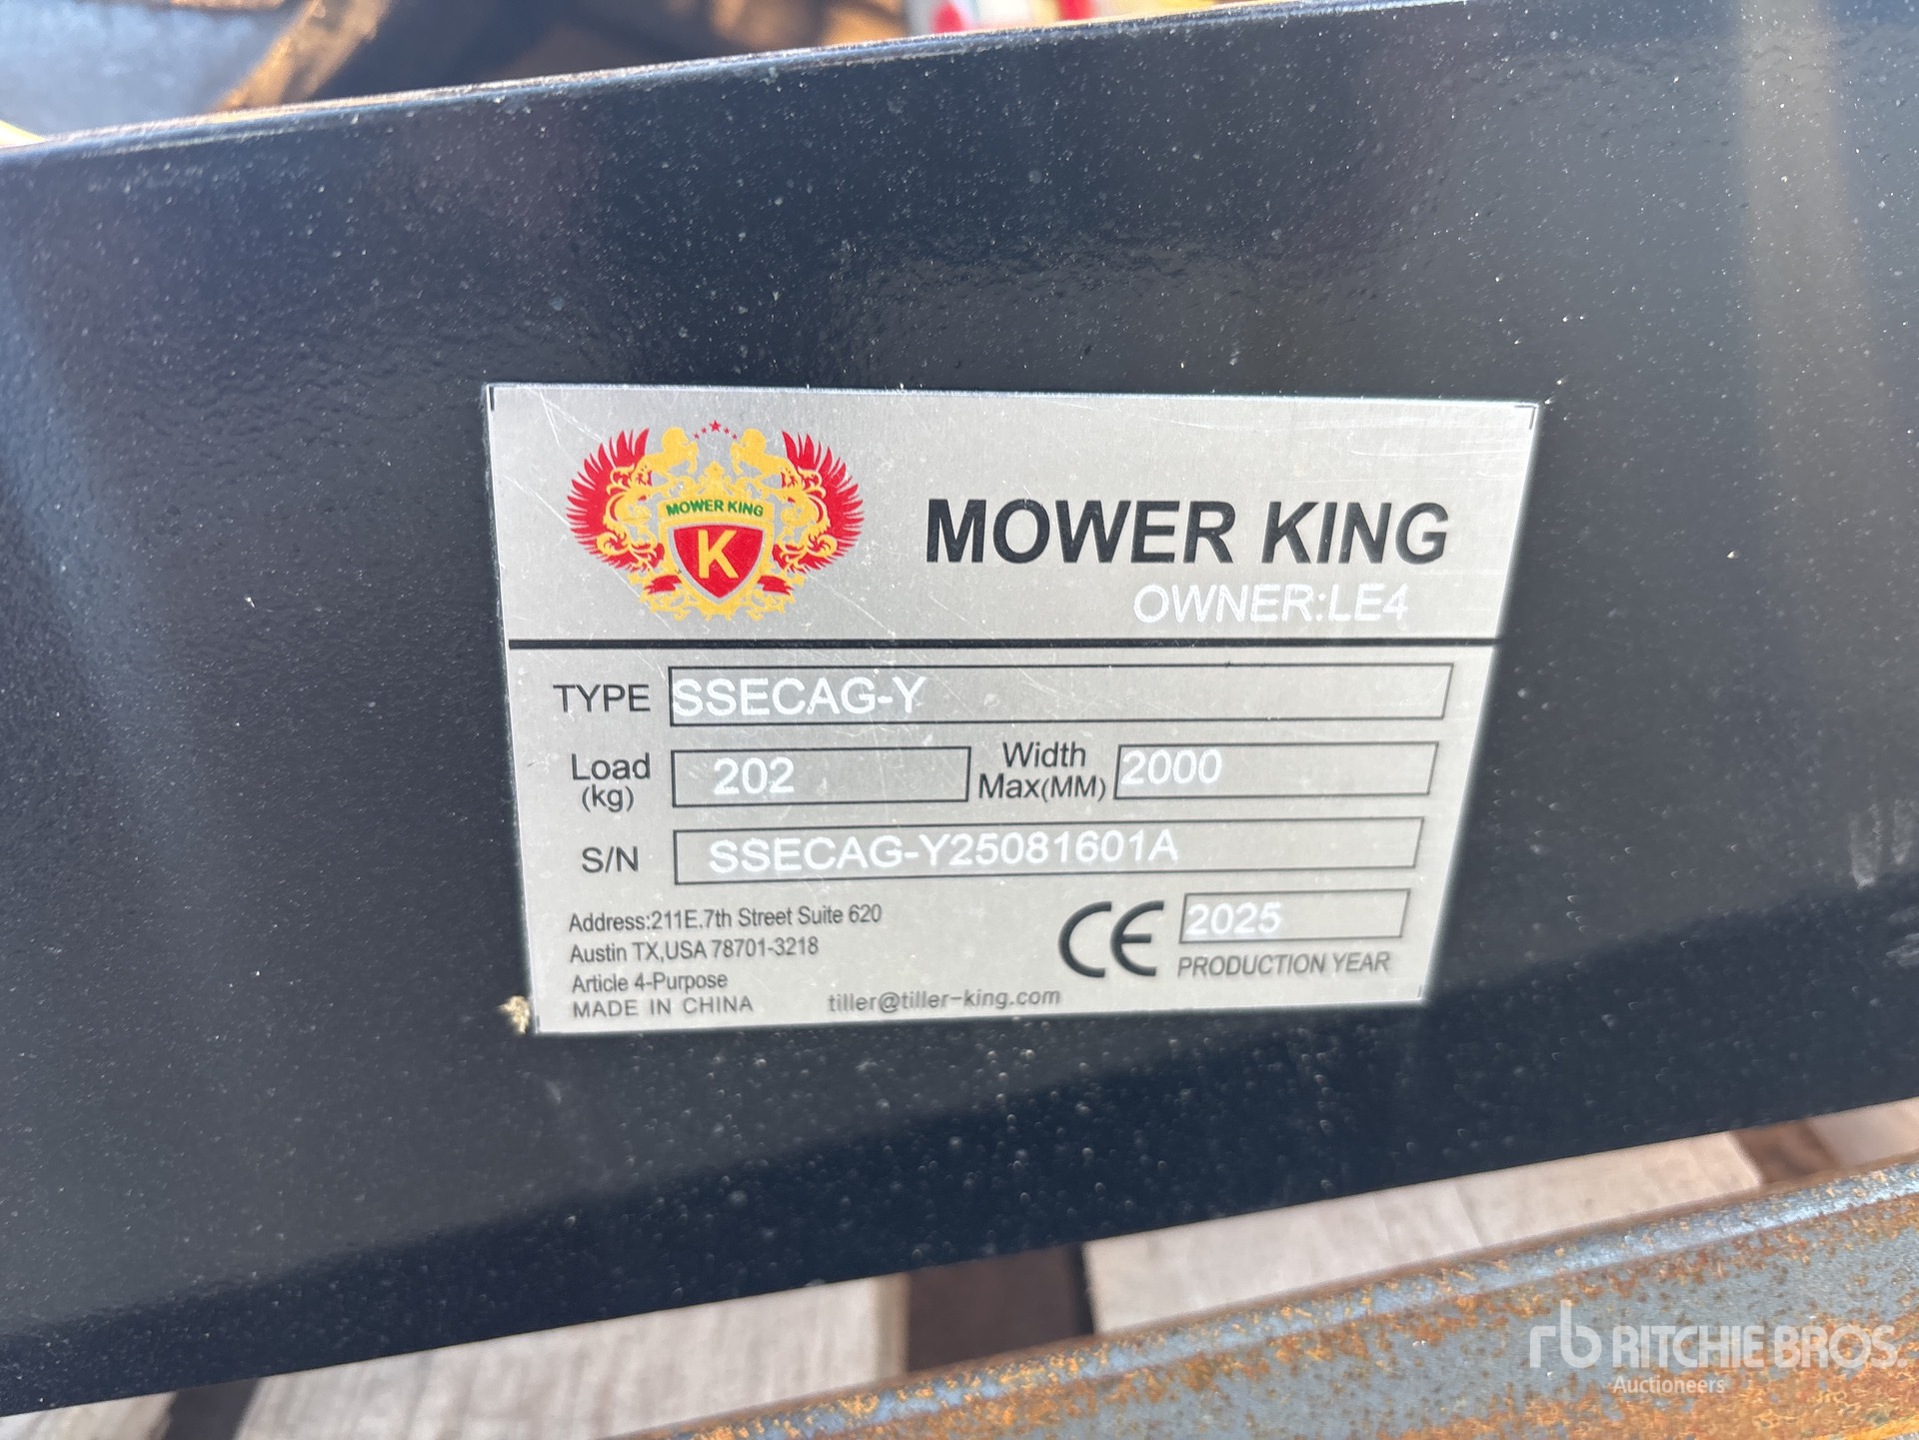 MOWER KING
K
MOWER KING
OWNER:LE4
TYPE SSECAG-Y
Load (kg) 202 Width Max(MM) 2000
S/N SSECAG-Y25081601A
Address:211E.7th Street Suite 620
Austin TX,USA 78701-3218
Article 4-Purpose
MADE IN CHINA tiller@tiller-king.com
CE 2025
PRODUCTION YEAR
rb RITCHIE BROS.
Auctioneers